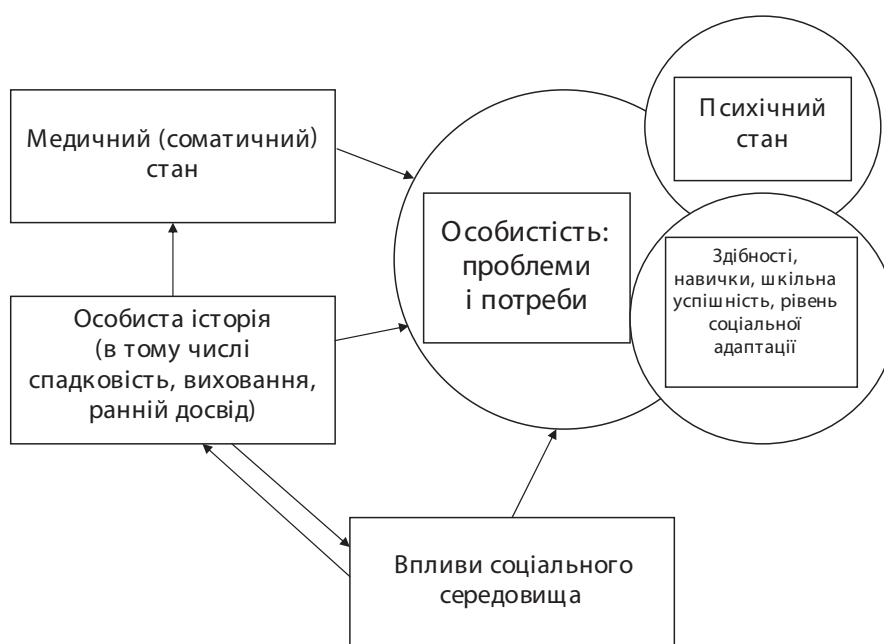 Медичний (соматичний)
стан
Психічний
стан
Особистість:
проблеми
і потреби
Здібності,
навички, шкільна
успішність, рівень
соціальної
адаптації
Особиста історія
(в тому числі
спадковість, виховання,
ранній досвід)
Впливи соціального
середовища